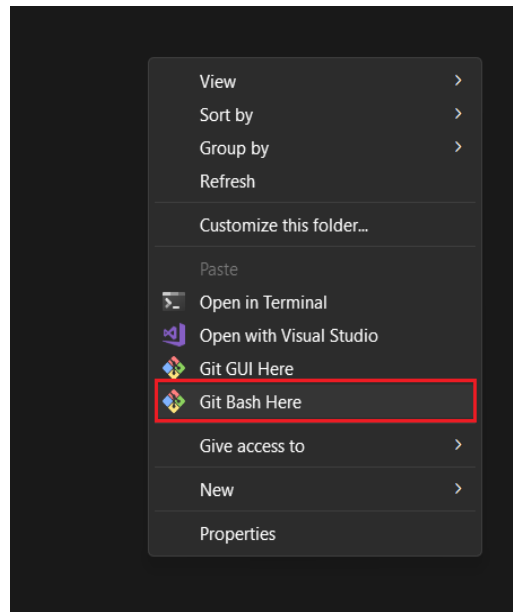 View
Sort by
Group by
Refresh
Customize this folder...
Paste
Open in Terminal
Open with Visual Studio
Git GUI Here
Git Bash Here
Give access to
New
Properties